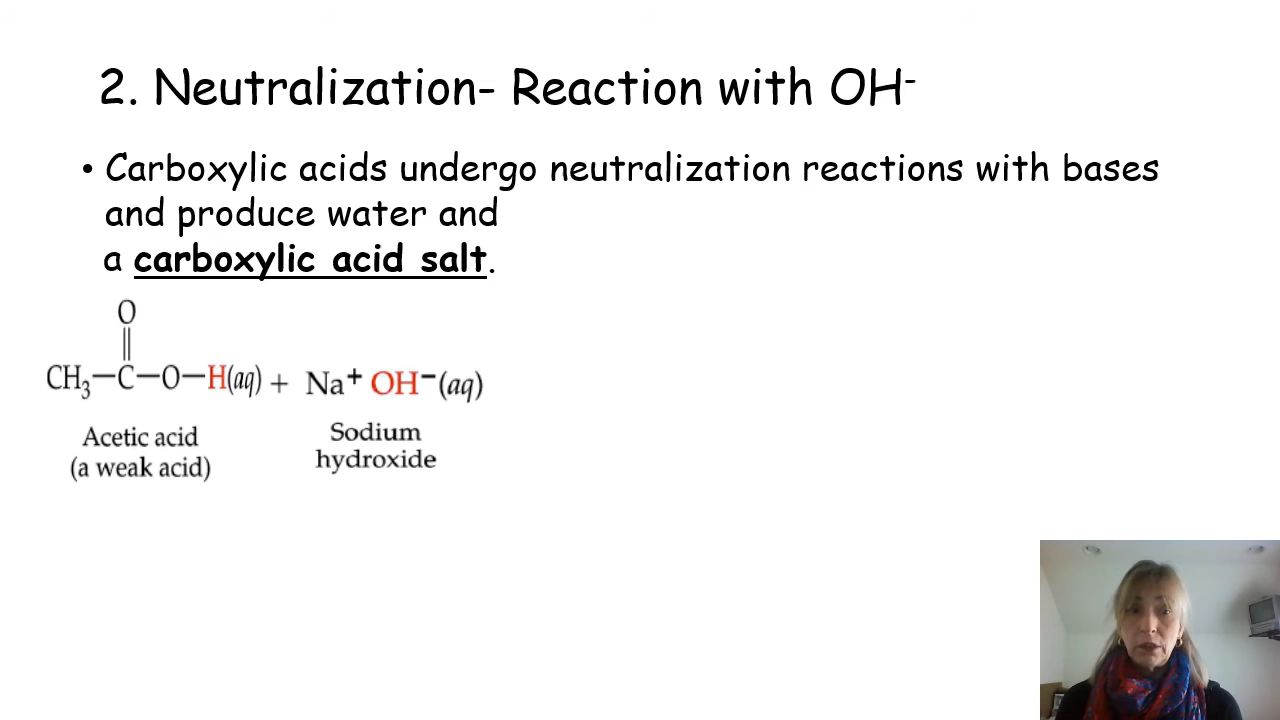 2. Neutralization- Reaction with OH⁻
• Carboxylic acids undergo neutralization reactions with bases
and produce water and
a carboxylic acid salt.
O
CH₃—C—O—H(aq) + Na⁺ OH⁻(aq)
Acetic acid
(a weak acid)
Sodium
hydroxide